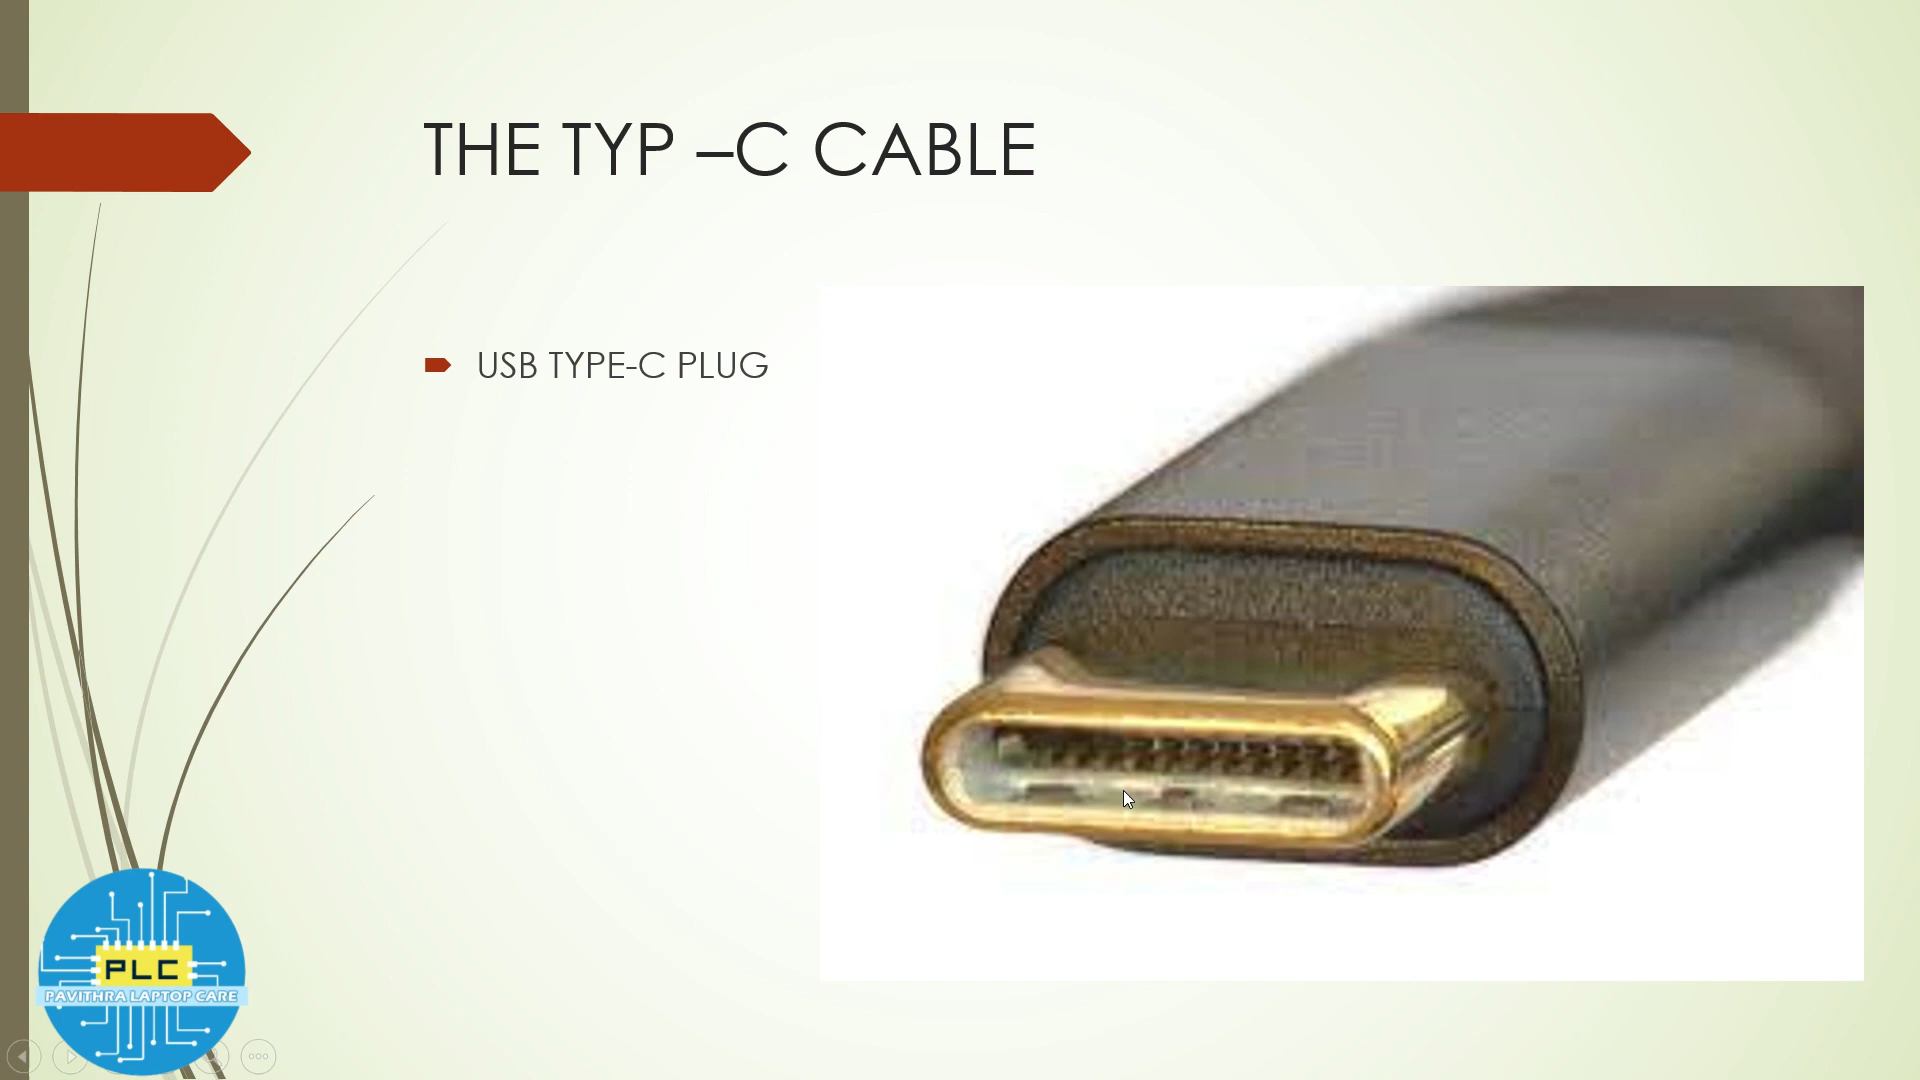 THE TYP –C CABLE
USB TYPE-C PLUG
PLC
PAVITHRA LAPTOP CARE